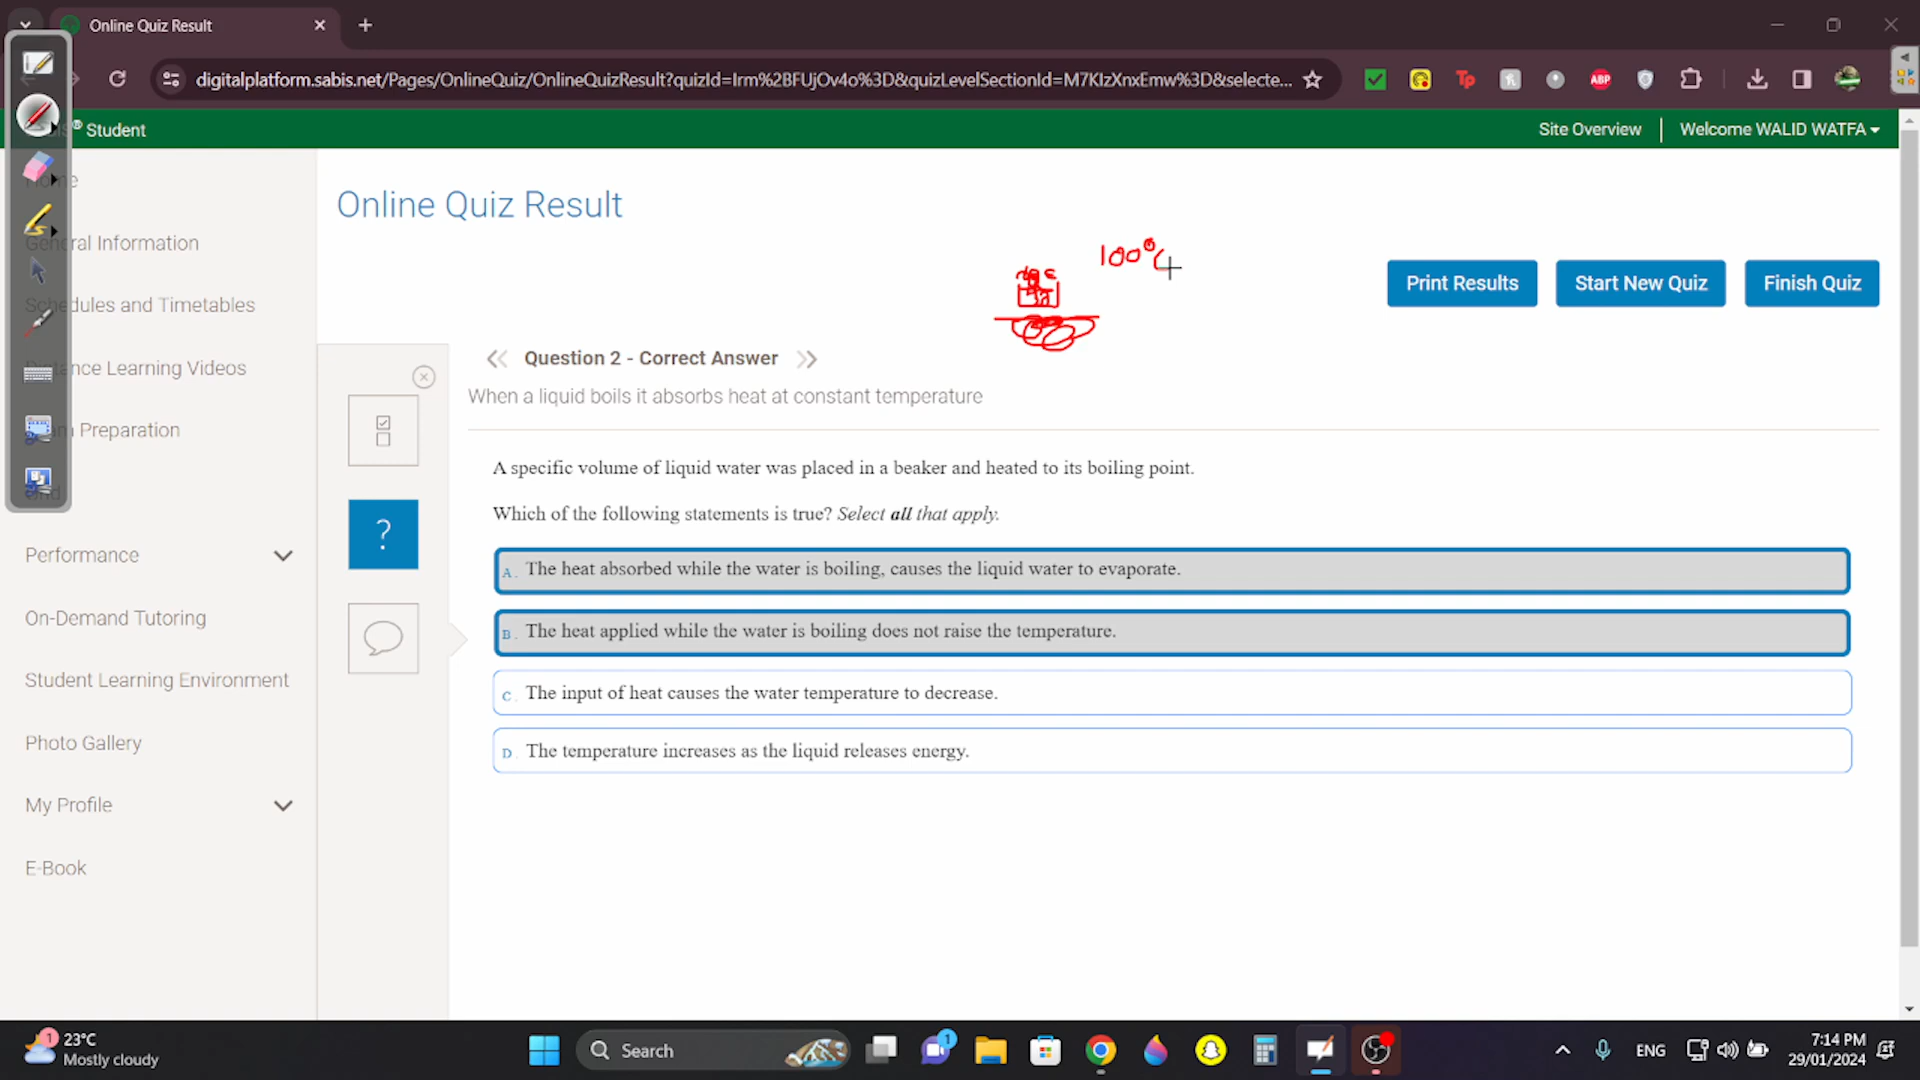 Online Quiz Result
digitalplatform.sabis.net/Pages/OnlineQuiz/OnlineQuizResult?quizId=Irm%2BFUjOv4o%3D&quizLevelSectionId=M7KIzXnxEmw%3D&selecte...
® Student
Site Overview
Welcome WALID WATFA
Home
General Information
Schedules and Timetables
Distance Learning Videos
Preparation
Performance
On-Demand Tutoring
Student Learning Environment
Photo Gallery
My Profile
E-Book
Online Quiz Result
100°C
Print Results
Start New Quiz
Finish Quiz
Question 2 - Correct Answer
When a liquid boils it absorbs heat at constant temperature
A specific volume of liquid water was placed in a beaker and heated to its boiling point.
Which of the following statements is true? Select all that apply.
A. The heat absorbed while the water is boiling, causes the liquid water to evaporate.
B. The heat applied while the water is boiling does not raise the temperature.
C. The input of heat causes the water temperature to decrease.
D. The temperature increases as the liquid releases energy.
1
23°C
Mostly cloudy
Search
1
ENG
7:14 PM
29/01/2024